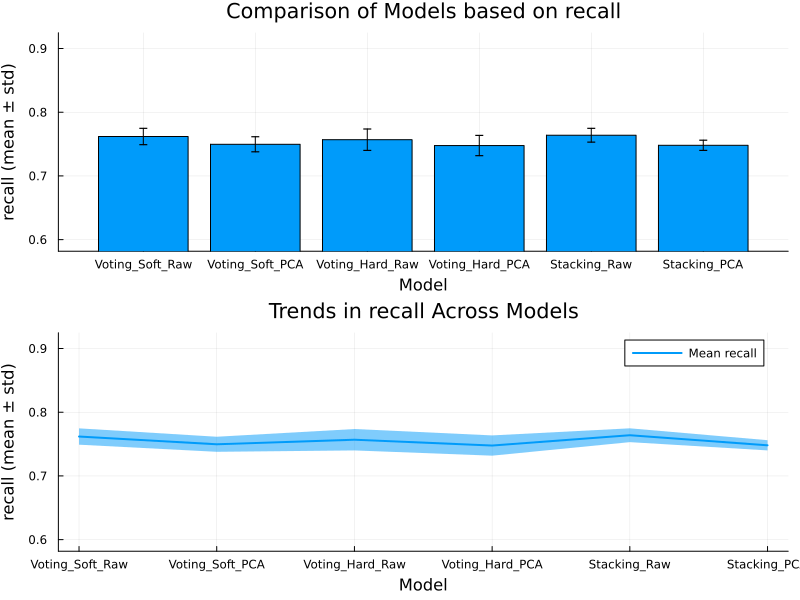 Comparison of Models based on recall
recall (mean ± std)
0.9
0.8
0.7
0.6
Voting_Soft_Raw Voting_Soft_PCA Voting_Hard_Raw Voting_Hard_PCA Stacking_Raw Stacking_PCA
Model
Trends in recall Across Models
recall (mean ± std)
0.9
Mean recall
0.8
0.7
0.6
Voting_Soft_Raw Voting_Soft_PCA Voting_Hard_Raw Voting_Hard_PCA Stacking_Raw Stacking_PC
Model